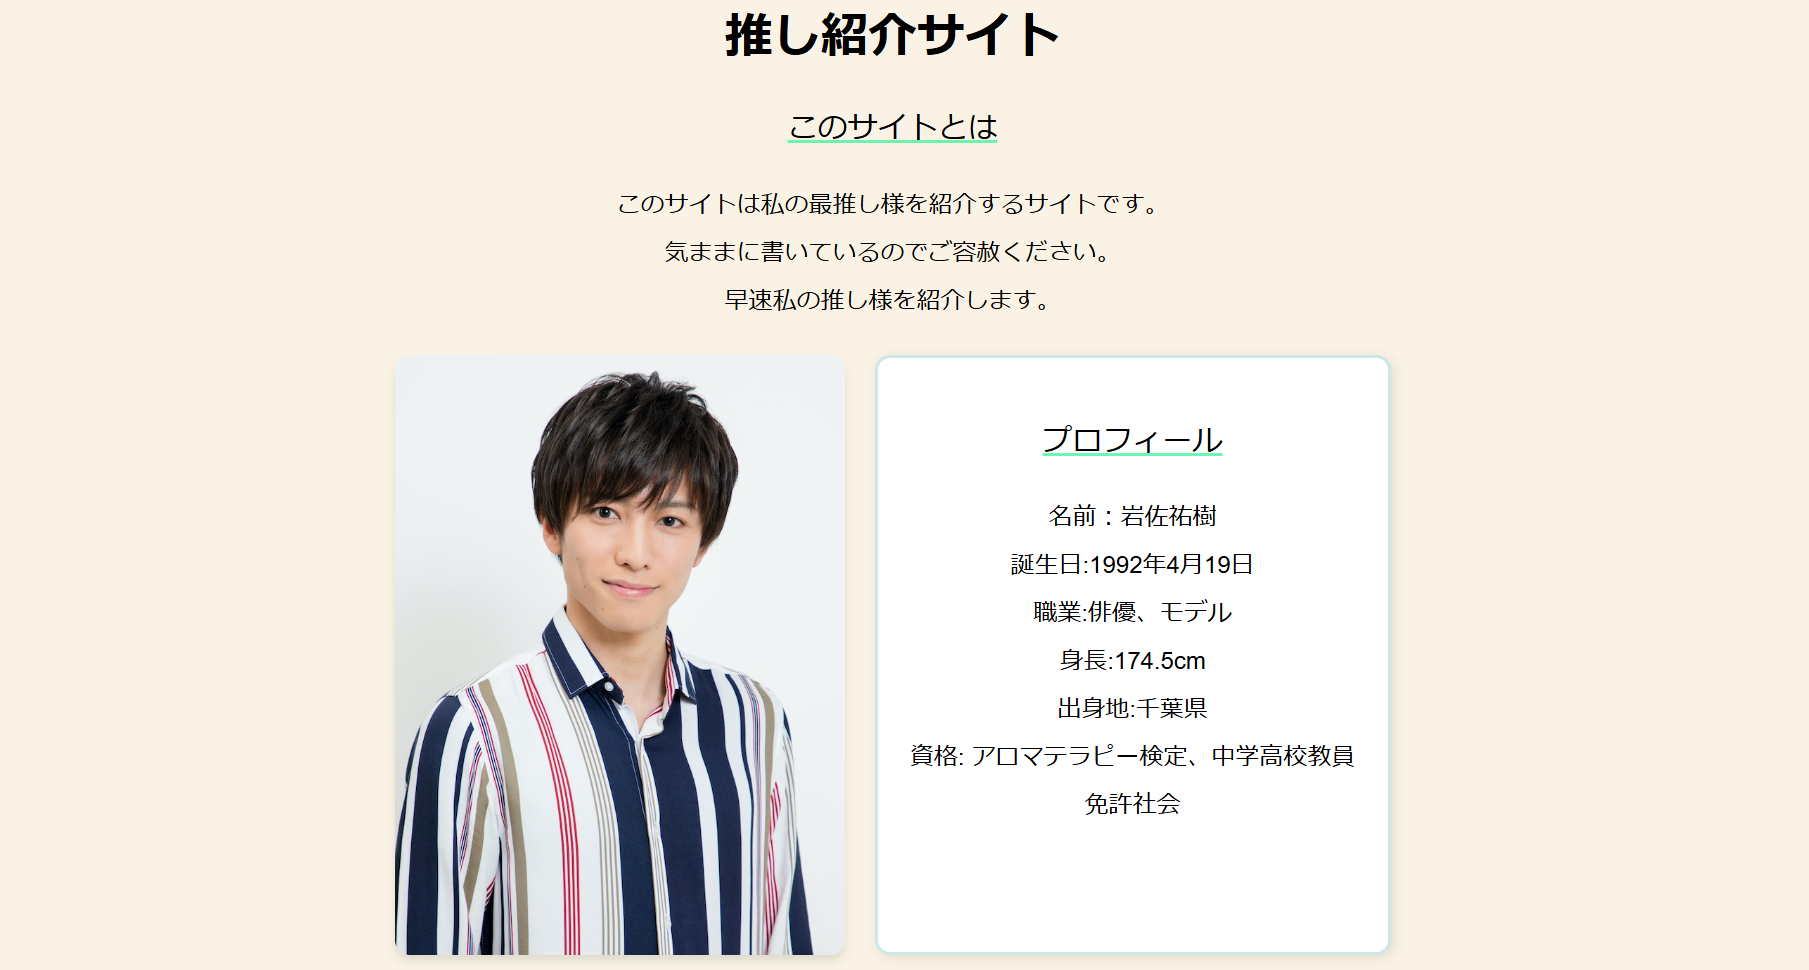 推し紹介サイト
このサイトとは
このサイトは私の最推し様を紹介するサイトです。
気ままに書いているのでご容赦ください。
早速私の推し様を紹介します。
プロフィール
名前：岩佐祐樹
誕生日:1992年4月19日
職業:俳優、モデル
身長:174.5cm
出身地:千葉県
資格: アロマテラピー検定、中学高校教員
免許社会